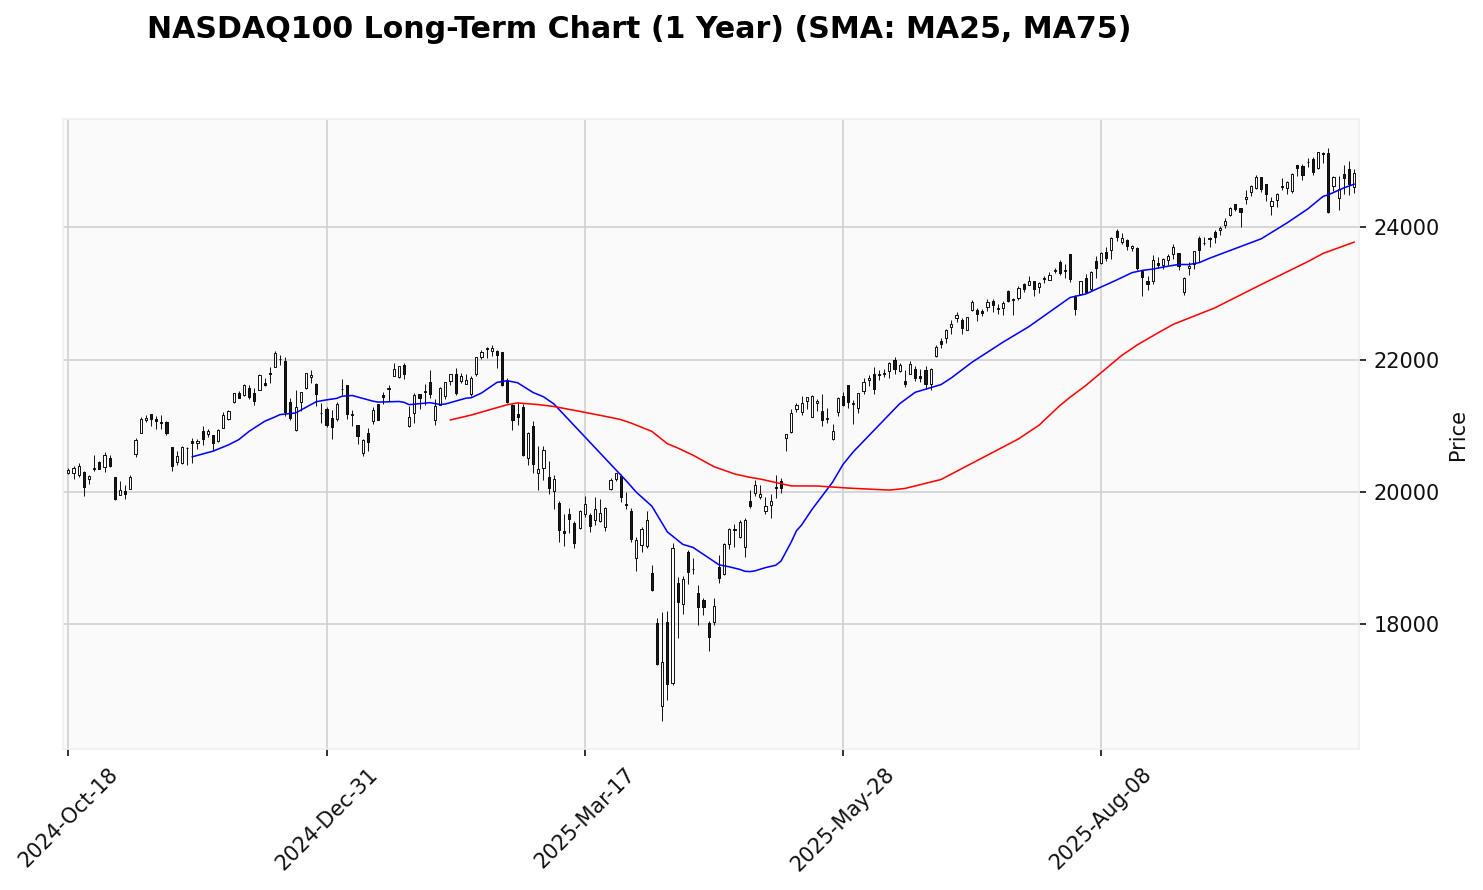 NASDAQ100 Long-Term Chart (1 Year) (SMA: MA25, MA75)
24000
22000
20000
18000
Price
2024-Oct-18
2024-Dec-31
2025-Mar-17
2025-May-28
2025-Aug-08